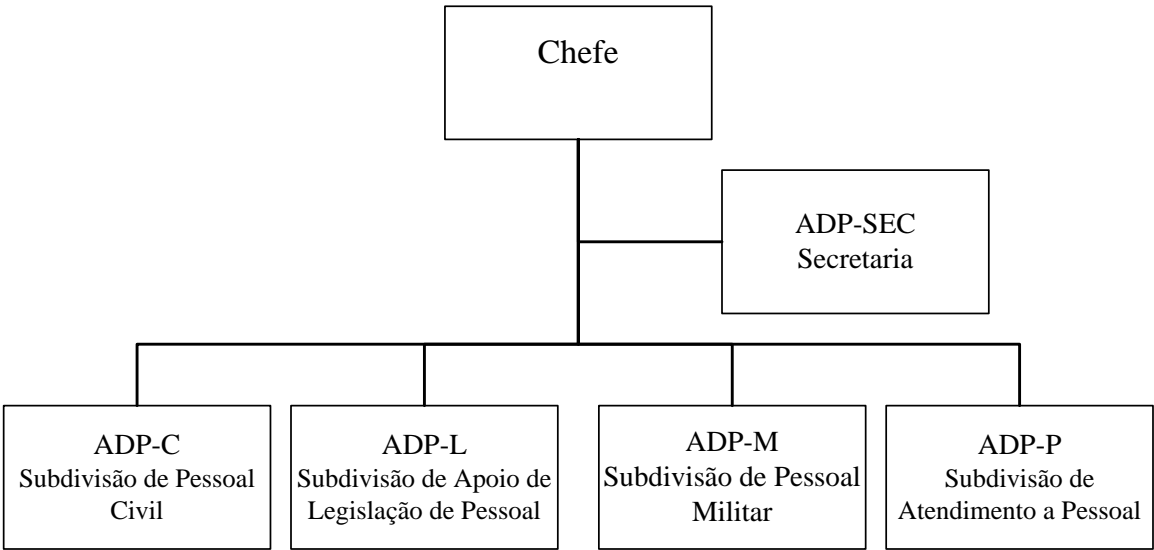 Chefe
ADP-SEC
Secretaria
ADP-C
Subdivisão de Pessoal
Civil
ADP-L
Subdivisão de Apoio de
Legislação de Pessoal
ADP-M
Subdivisão de Pessoal
Militar
ADP-P
Subdivisão de
Atendimento a Pessoal